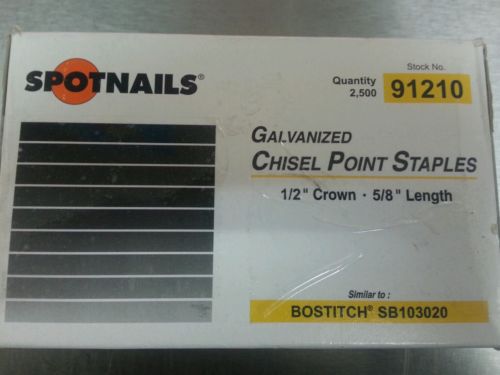 SPOTNAILS®
Stock No.
Quantity
2,500
91210
GALVANIZED
CHISEL POINT STAPLES
1/2" Crown · 5/8" Length
Similar to :
BOSTITCH® SB103020